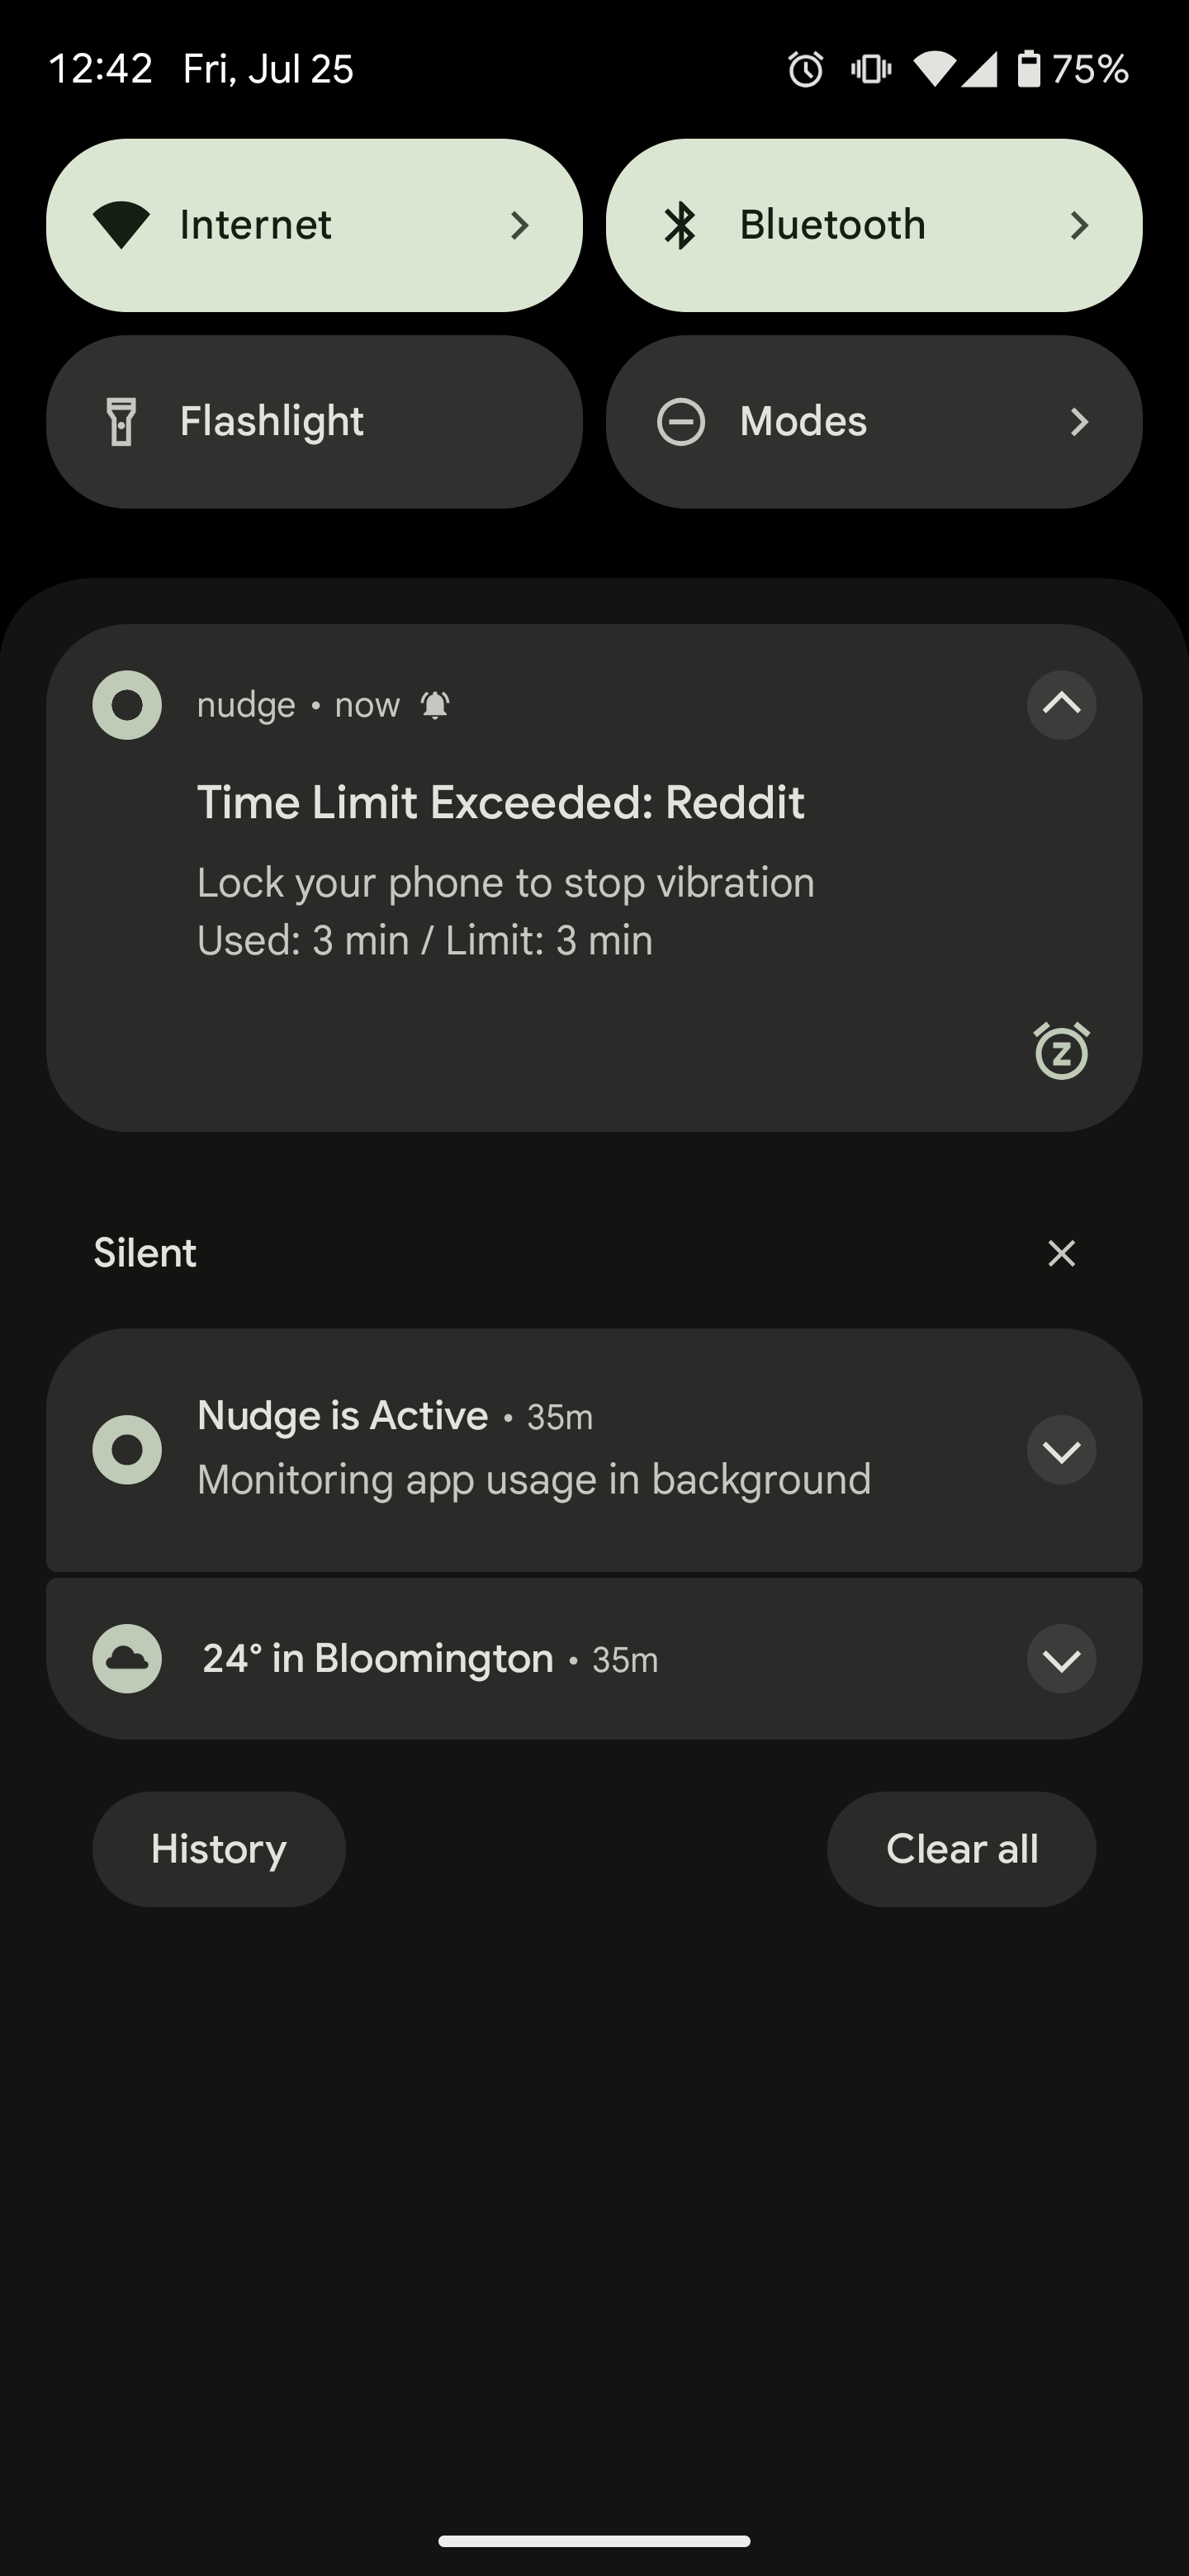 12:42 Fri, Jul 25 75%
Internet
Bluetooth
Flashlight
Modes
nudge • now
Time Limit Exceeded: Reddit
Lock your phone to stop vibration
Used: 3 min / Limit: 3 min
Silent
Nudge is Active • 35m
Monitoring app usage in background
24° in Bloomington • 35m
History
Clear all